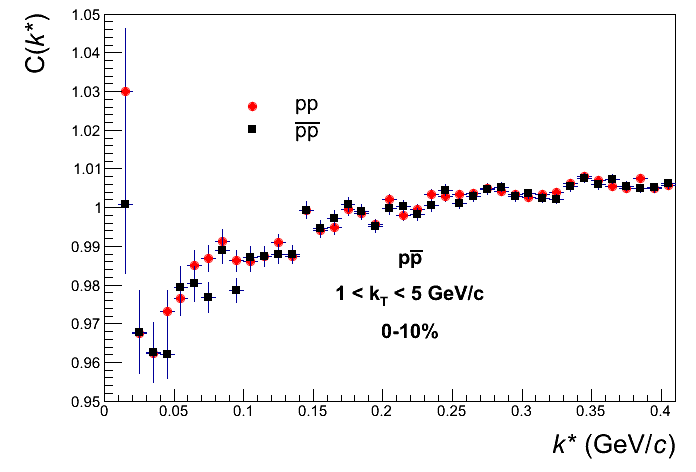 C(k*)
1.05
1.04
1.03
1.02
1.01
1
0.99
0.98
0.97
0.96
0.95
pp
p̅p̅
pp̅
1 < kT < 5 GeV/c
0-10%
0 0.05 0.1 0.15 0.2 0.25 0.3 0.35 0.4
k* (GeV/c)